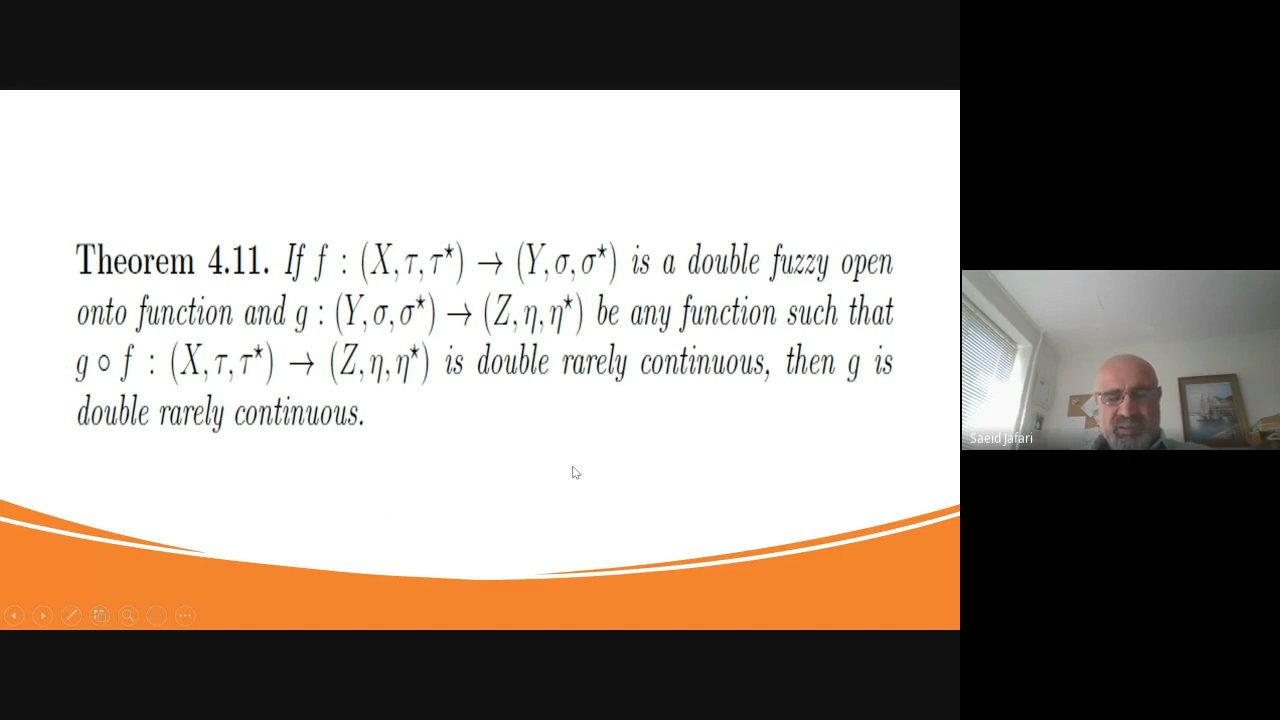 Theorem 4.11. If f : (X, τ, τ*) → (Y, σ, σ*) is a double fuzzy open
onto function and g : (Y, σ, σ*) → (Z, η, η*) be any function such that
g ∘ f : (X, τ, τ*) → (Z, η, η*) is double rarely continuous, then g is
double rarely continuous.
Saeid Jafari